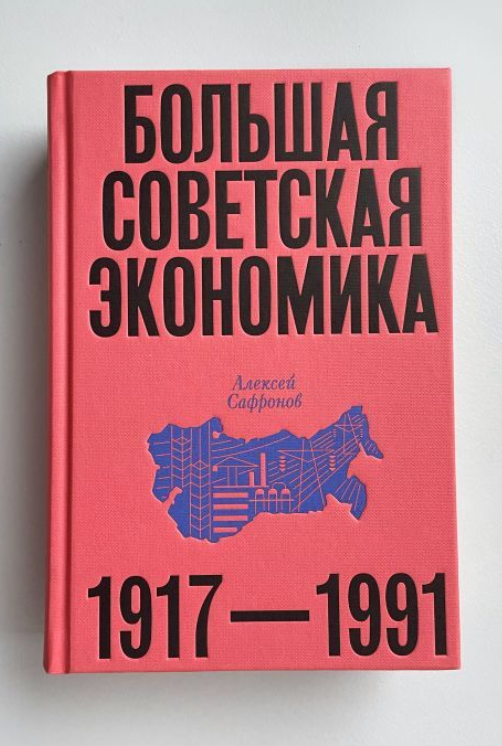 БОЛЬШАЯ
СОВЕТСКАЯ
ЭКОНОМИКА
Алексей
Сафронов
1917—1991